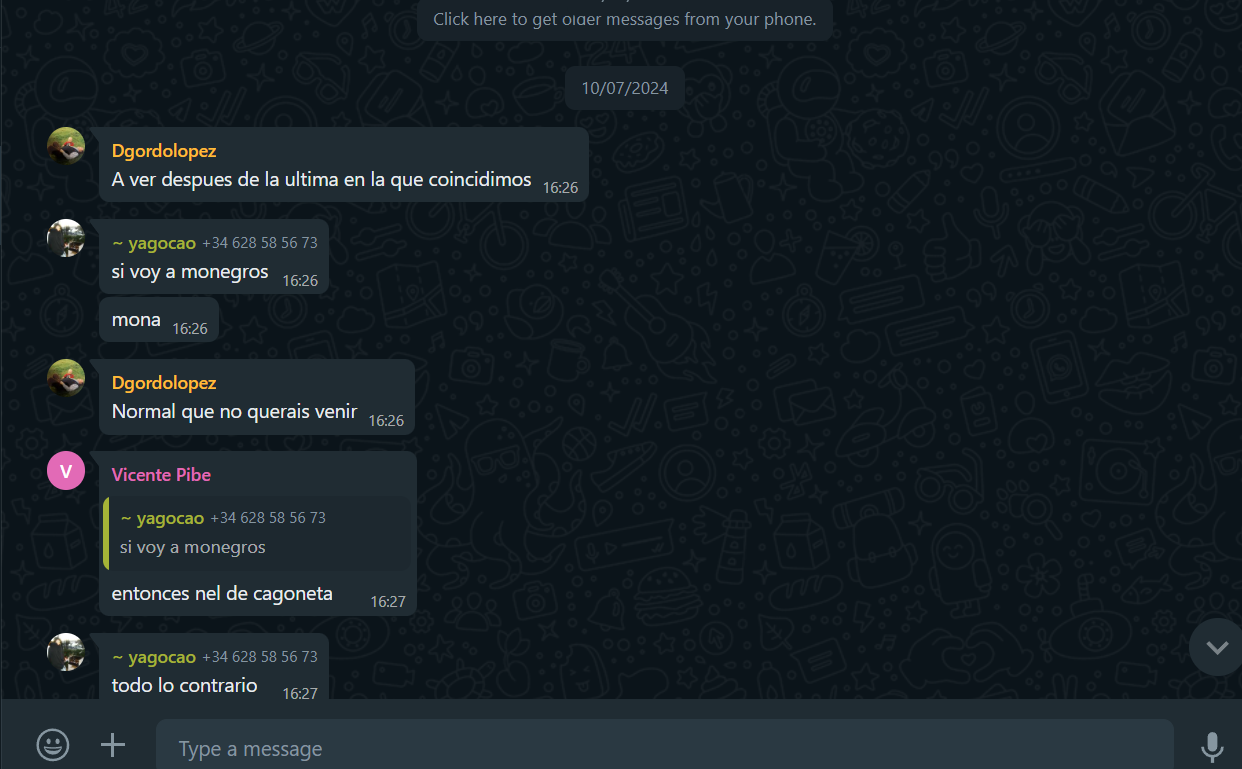 Click here to get older messages from your phone.
10/07/2024
Dgordolopez
A ver despues de la ultima en la que coincidimos 16:26
~ yagocao +34 628 58 56 73
si voy a monegros 16:26
mona 16:26
Dgordolopez
Normal que no querais venir 16:26
V
Vicente Pibe
~ yagocao +34 628 58 56 73
si voy a monegros
entonces nel de cagoneta 16:27
~ yagocao +34 628 58 56 73
todo lo contrario 16:27
Type a message